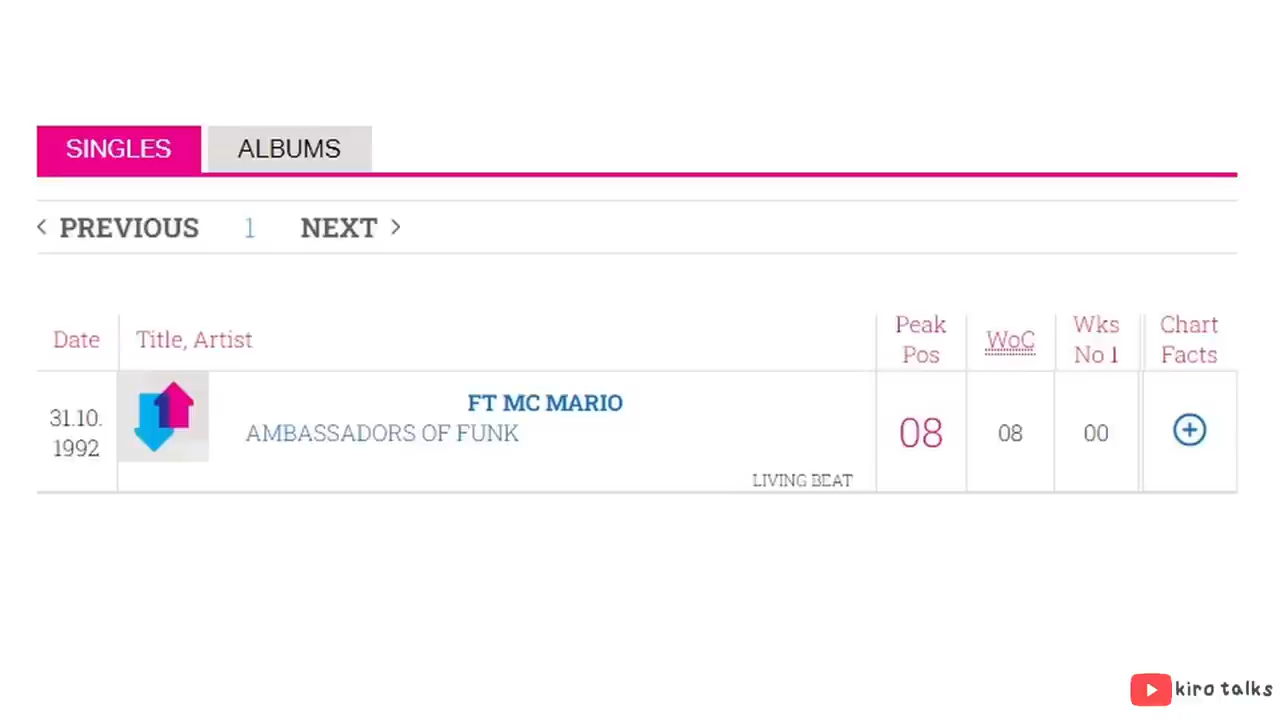 SINGLES
ALBUMS
< PREVIOUS 1 NEXT >
Date
Title, Artist
Peak
Pos
WoC
Wks
No 1
Chart
Facts
31.10.
1992
FT MC MARIO
AMBASSADORS OF FUNK
LIVING BEAT
08
08
00
kiro talks